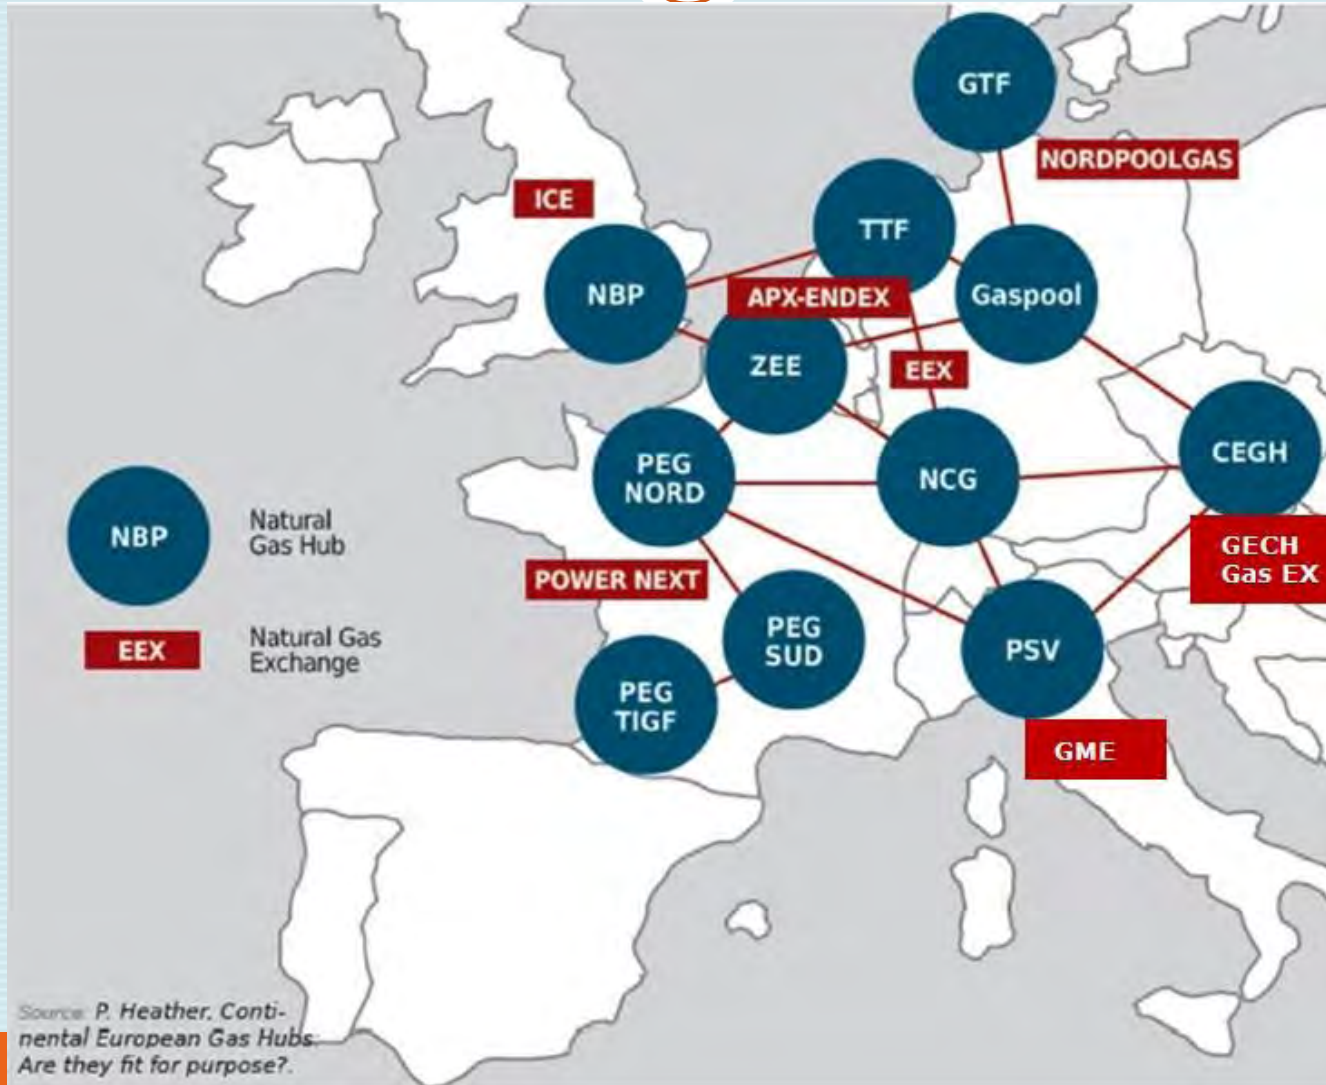 GTF
NORDPOOLGAS
ICE
TTF
NBP
APX-ENDEX
Gaspool
ZEE
EEX
PEG
NORD
NCG
CEGH
NBP
Natural
Gas Hub
GECH
Gas EX
POWER NEXT
EEX
Natural Gas
Exchange
PEG
SUD
PSV
PEG
TIGF
GME
Source: P. Heather, Conti-
nental European Gas Hubs.
Are they fit for purpose?.